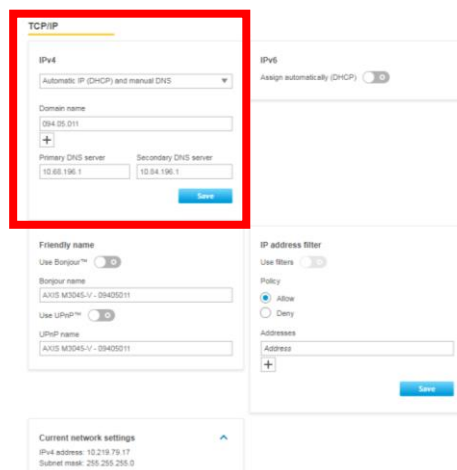 TCP/IP
IPv4
Automatic IP (DHCP) and manual DNS
Domain name
094.05.011
Primary DNS server
Secondary DNS server
10.68.196.1
10.84.196.1
Save
IPv6
Assign automatically (DHCP)
Friendly name
Use Bonjour™
Bonjour name
AXIS M3045-V - 09405011
Use UPnP™
UPnP name
AXIS M3045-V - 09405011
IP address filter
Use filters
Policy
Allow
Deny
Addresses
Address
Save
Current network settings
IPv4 address: 10.219.79.17
Subnet mask: 255.255.255.0